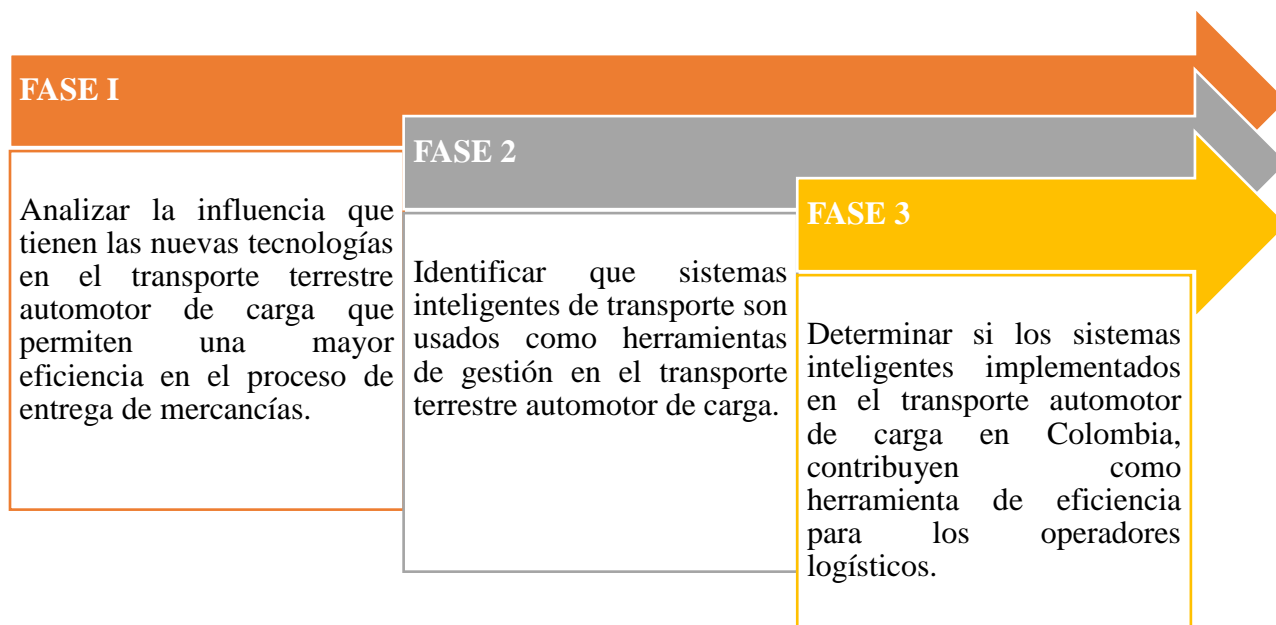 FASE I
Analizar la influencia que
tienen las nuevas tecnologías
en el transporte terrestre
automotor de carga que
permiten una mayor
eficiencia en el proceso de
entrega de mercancías.
FASE 2
Identificar que sistemas
inteligentes de transporte son
usados como herramientas
de gestión en el transporte
terrestre automotor de carga.
FASE 3
Determinar si los sistemas
inteligentes implementados
en el transporte automotor
de carga en Colombia,
contribuyen como
herramienta de eficiencia
para los operadores
logísticos.